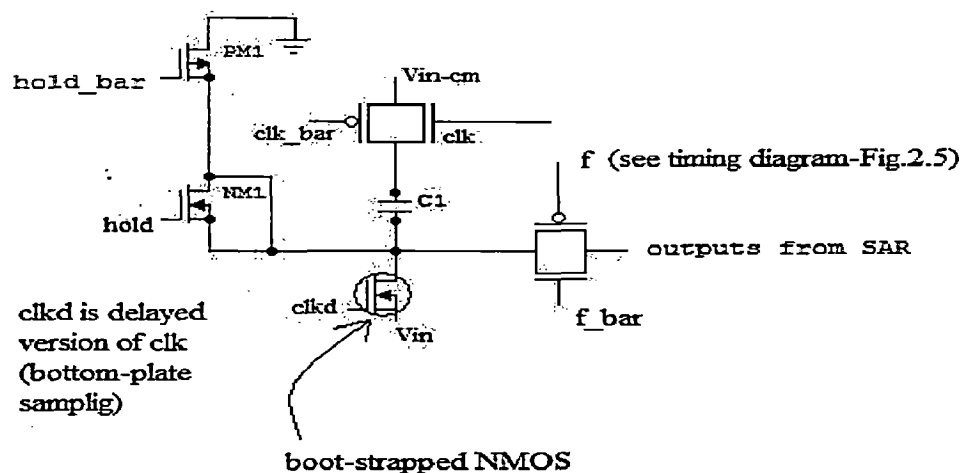 PM1
hold_bar
Vin-cm
clk_bar
clk
f (see timing diagram-Fig.2.5)
NM1
C1
hold
outputs from SAR
clkd is delayed
version of clk
(bottom-plate
samplig)
clkd
Vin
f_bar
boot-strapped NMOS